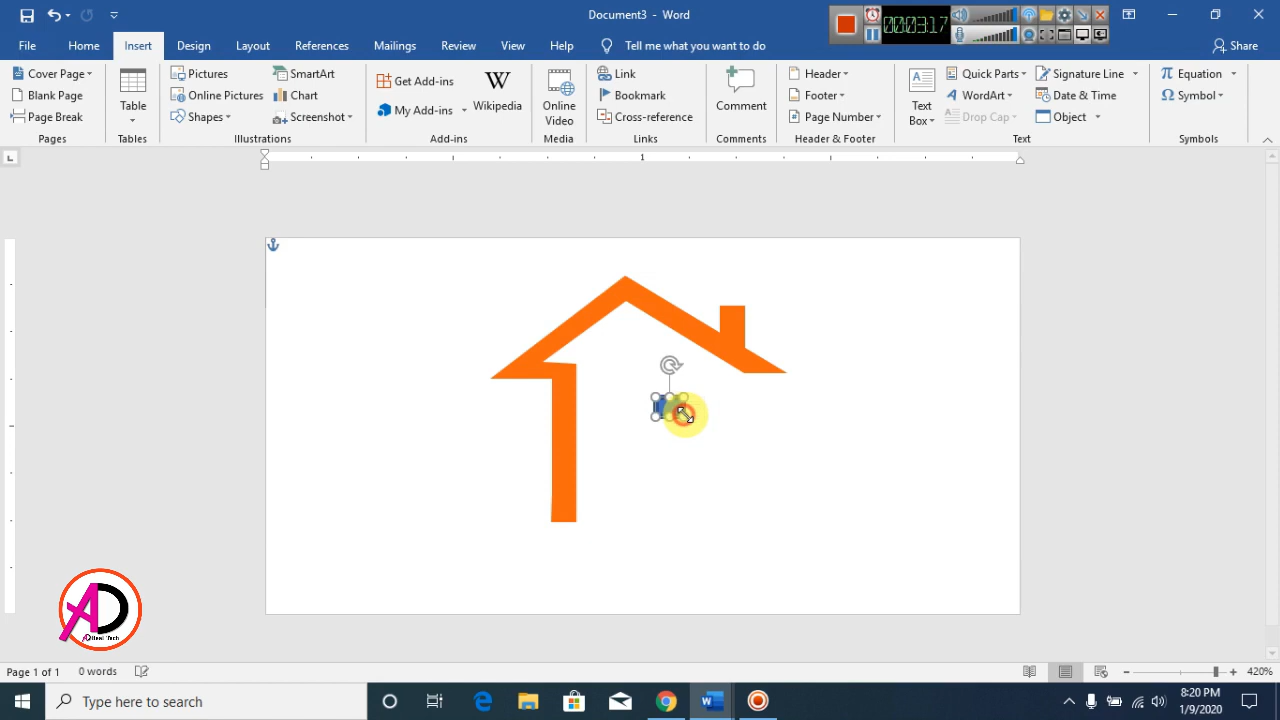 Document3 - Word
00:03:17
File Home Insert Design Layout References Mailings Review View Help Tell me what you want to do Share
Cover Page
Blank Page
Page Break
Pages
Table
Tables
Pictures
Online Pictures
Shapes
SmartArt
Chart
Screenshot
Illustrations
Get Add-ins
My Add-ins
Wikipedia
Add-ins
Online
Video
Media
Link
Bookmark
Cross-reference
Links
Comment
Comments
Header
Footer
Page Number
Header & Footer
Text
Box
Quick Parts
WordArt
Drop Cap
Signature Line
Date & Time
Object
Text
Equation
Symbol
Symbols
1
AD
Page 1 of 1 0 words 420%
Type here to search
8:20 PM
1/9/2020